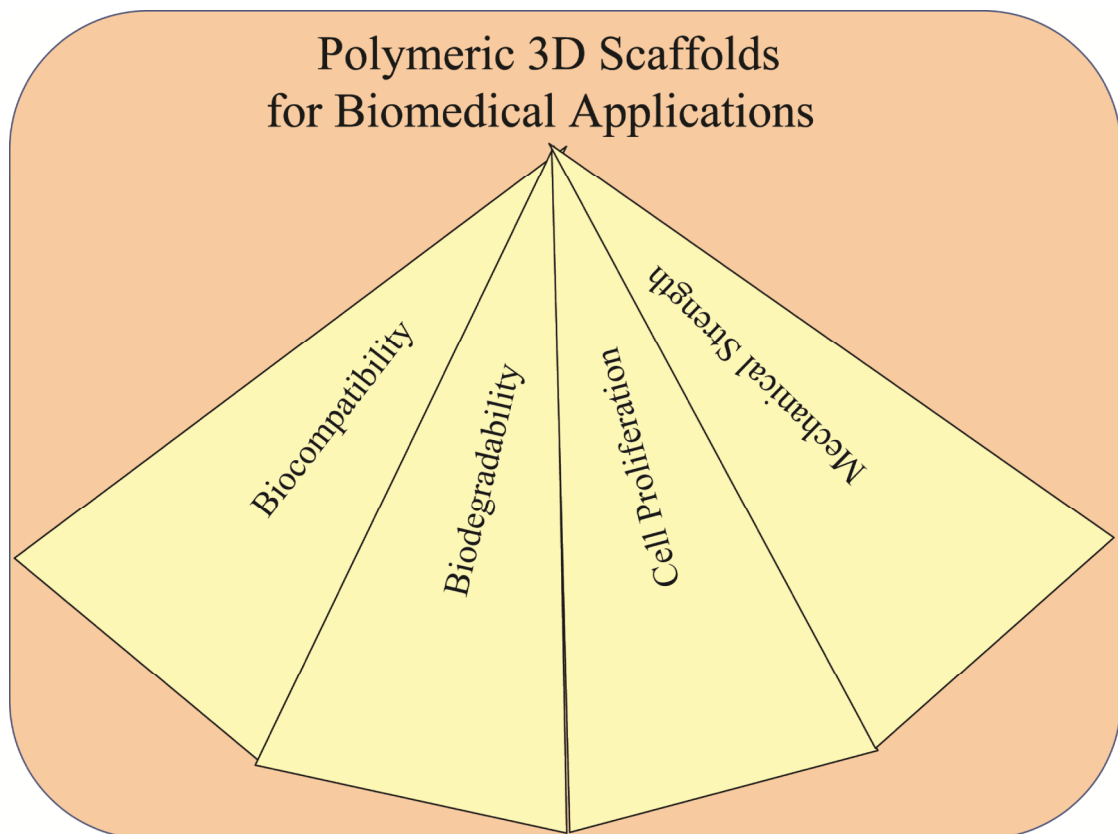 Polymeric 3D Scaffolds
for Biomedical Applications
Biocompatibility
Biodegradability
Cell Proliferation
Mechanical Strength